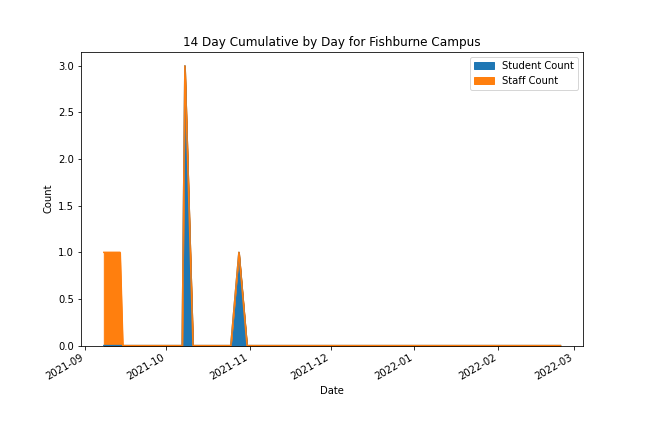 14 Day Cumulative by Day for Fishburne Campus
Student Count
Staff Count
3.0
2.5
2.0
1.5
1.0
0.5
0.0
Count
2021-09
2021-10
2021-11
2021-12
2022-01
2022-02
2022-03
Date